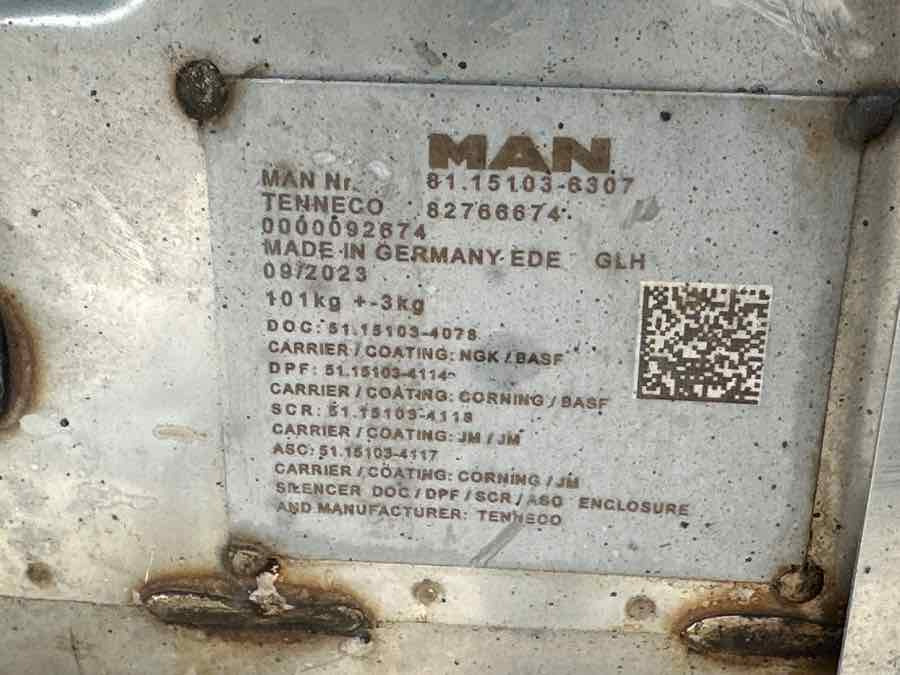 MAN
MAN Nr. 81.15103-6307
TENNECO 82766674
0000092674
MADE IN GERMANY EDE GLH
09/2023
101kg +-3kg
DOC: 51.15103-4078
CARRIER / COATING: NGK / BASF
DPF: 51.15103-4114
CARRIER / COATING: CORNING / BASF
SCR: 51.15103-4118
CARRIER / COATING: JM / JM
ASC: 51.15103-4117
CARRIER / COATING: CORNING / JM
SILENCER DOC / DPF / SCR / ASC ENCLOSURE
AND MANUFACTURER: TENNECO